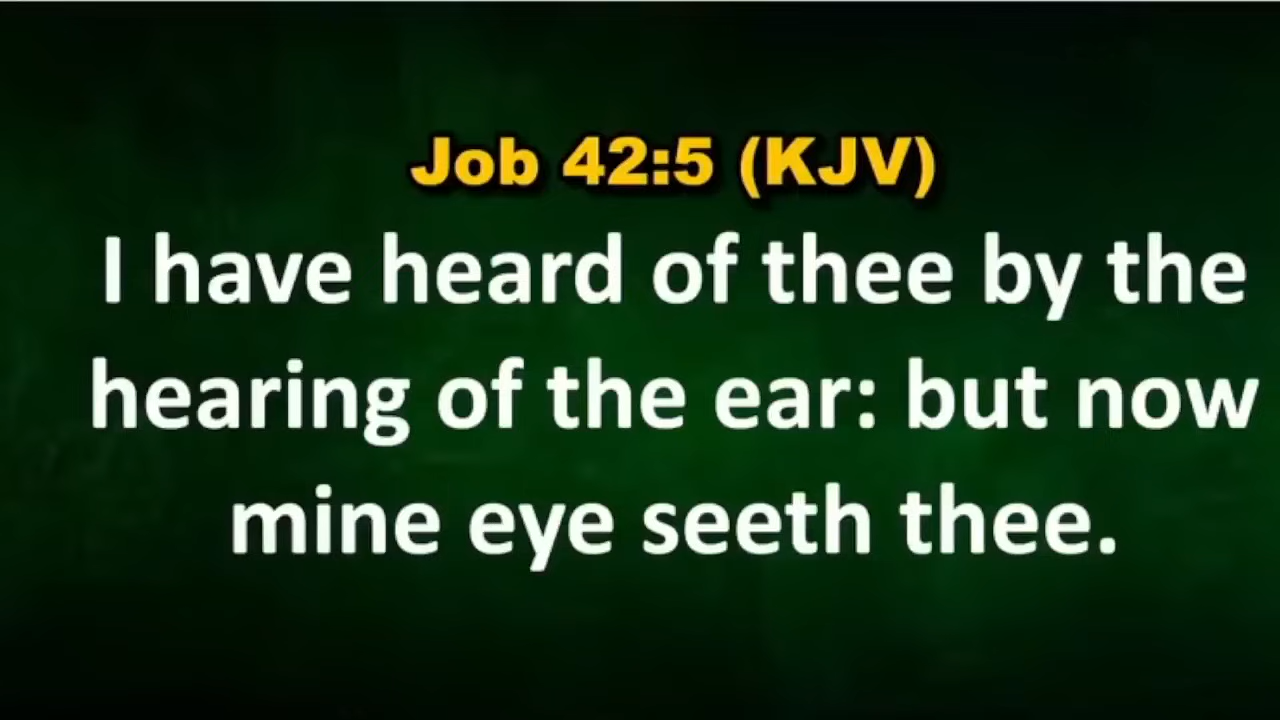 Job 42:5 (KJV)
I have heard of thee by the
hearing of the ear: but now
mine eye seeth thee.